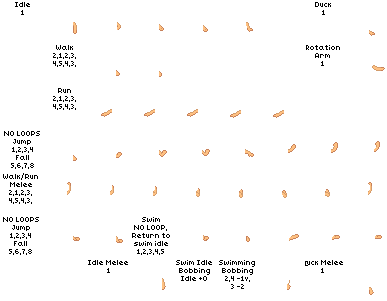 Idle
1
Duck
1
Walk
2,1,2,3,
4,5,4,3,
Rotation
Arm
1
Run
2,1,2,3,
4,5,4,3,
NO LOOPS
Jump
1,2,3,4
Fall
5,6,7,8
Walk/Run
Melee
2,1,2,3,
4,5,4,3,
NO LOOPS
Jump
1,2,3,4
Fall
5,6,7,8
Swim
NO LOOP,
Return to
swim idle
1,2,3,4,5
Idle Melee
1
Swim Idle
Bobbing
Idle +0
Swimming
Bobbing
2,4 -1v,
3 -2
Duck Melee
1